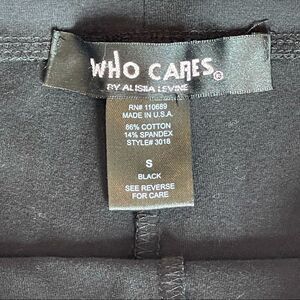 WHO CARES®
BY ALISHA LEVINE
RN# 110689
MADE IN U.S.A.
86% COTTON
14% SPANDEX
STYLE# 3018
S
BLACK
SEE REVERSE
FOR CARE